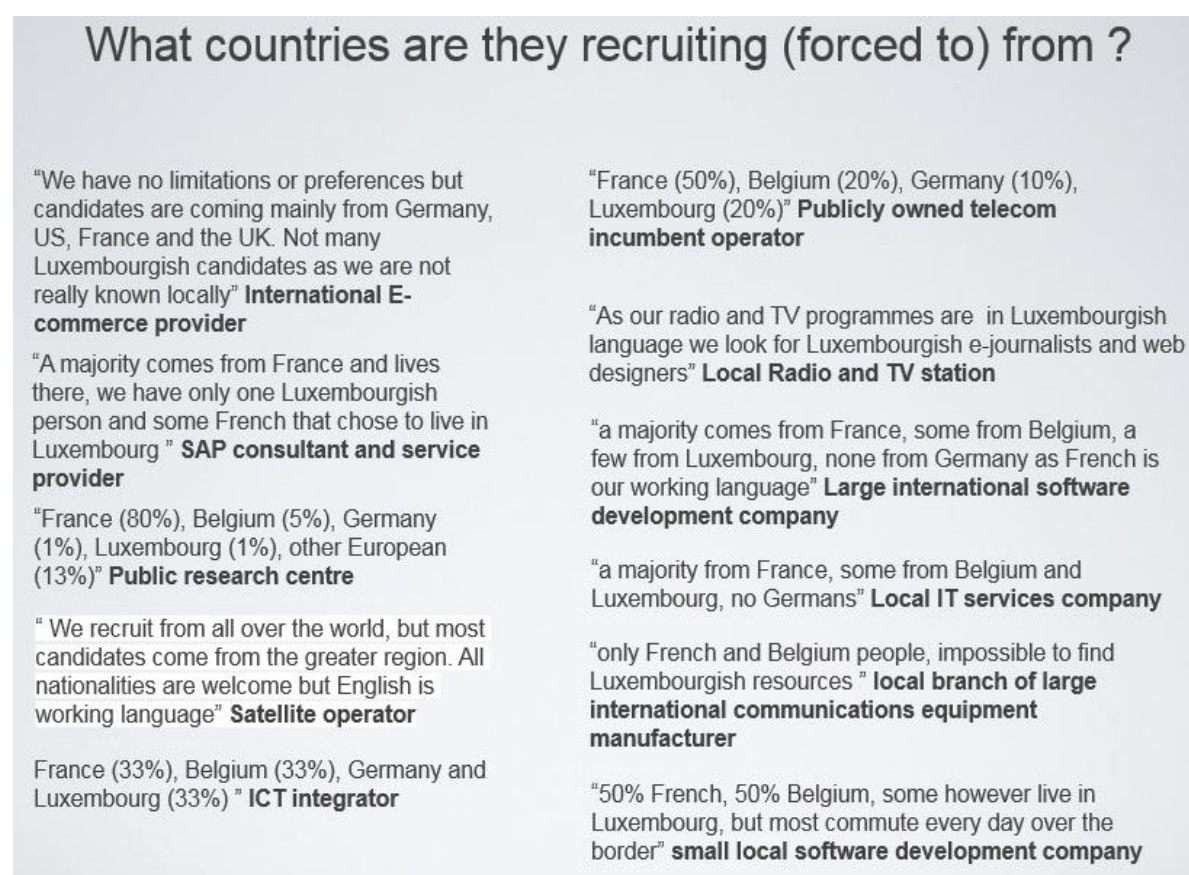 What countries are they recruiting (forced to) from ?
“We have no limitations or preferences but
candidates are coming mainly from Germany,
US, France and the UK. Not many
Luxembourgish candidates as we are not
really known locally” International E-
commerce provider
“A majority comes from France and lives
there, we have only one Luxembourgish
person and some French that chose to live in
Luxembourg ” SAP consultant and service
provider
“France (80%), Belgium (5%), Germany
(1%), Luxembourg (1%), other European
(13%)” Public research centre
“ We recruit from all over the world, but most
candidates come from the greater region. All
nationalities are welcome but English is
working language” Satellite operator
France (33%), Belgium (33%), Germany and
Luxembourg (33%) ” ICT integrator
“France (50%), Belgium (20%), Germany (10%),
Luxembourg (20%)” Publicly owned telecom
incumbent operator
“As our radio and TV programmes are in Luxembourgish
language we look for Luxembourgish e-journalists and web
designers” Local Radio and TV station
“a majority comes from France, some from Belgium, a
few from Luxembourg, none from Germany as French is
our working language” Large international software
development company
“a majority from France, some from Belgium and
Luxembourg, no Germans” Local IT services company
“only French and Belgium people, impossible to find
Luxembourgish resources ” local branch of large
international communications equipment
manufacturer
“50% French, 50% Belgium, some however live in
Luxembourg, but most commute every day over the
border” small local software development company